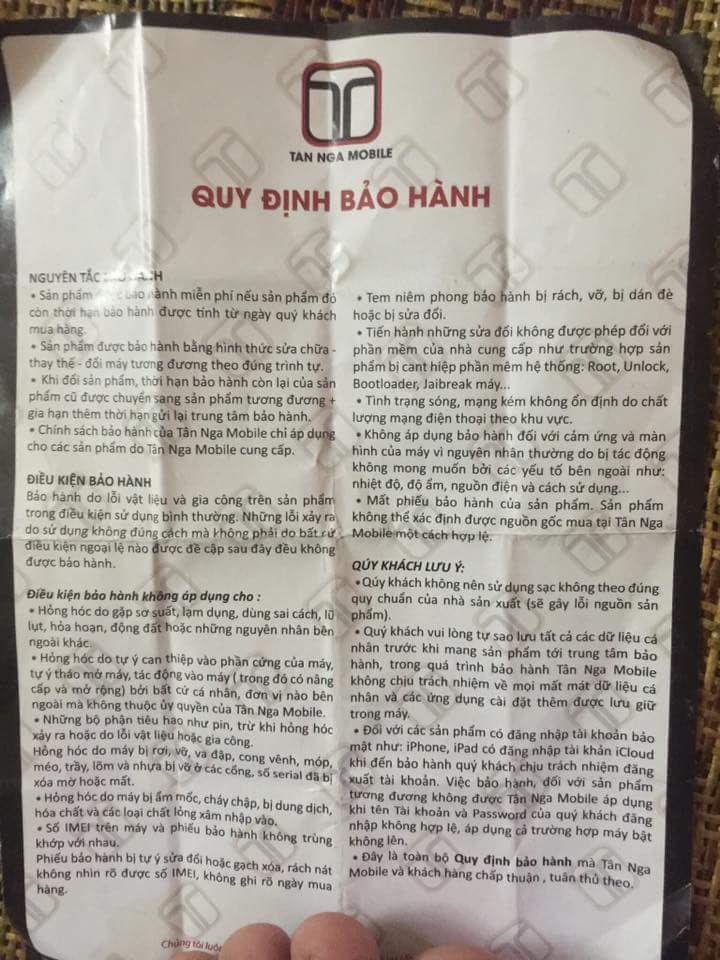 TAN NGA MOBILE
QUY ĐỊNH BẢO HÀNH
NGUYÊN TẮC HÀNH
• Sản phẩm hành miễn phí nếu sản phẩm đó
còn thời hạn bảo hành được tính từ ngày quý khách
mua hàng.
• Sản phẩm được bảo hành bằng hình thức sửa chữa -
thay thế - đổi máy tương đương theo đúng trình tự.
• Khi đổi sản phẩm, thời hạn bảo hành còn lại của sản
phẩm cũ được chuyển sang sản phẩm tương đương +
gia hạn thêm thời hạn gửi lại trung tâm bảo hành.
• Chính sách bảo hành của Tân Nga Mobile chỉ áp dụng
cho các sản phẩm do Tân Nga Mobile cung cấp.
ĐIỀU KIỆN BẢO HÀNH
Bảo hành do lỗi vật liệu và gia công trên sản phẩm
trong điều kiện sử dụng bình thường. Những lỗi xảy ra
do sử dụng không đúng cách mà không phải do bất cứ
điều kiện ngoại lệ nào được đề cập sau đây đều không
được bảo hành.
Điều kiện bảo hành không áp dụng cho :
• Hỏng hóc do gặp sơ suất, lạm dụng, dùng sai cách, lũ
lụt, hỏa hoạn, động đất hoặc những nguyên nhân bên
ngoài khác.
• Hỏng hóc do tự ý can thiệp vào phần cứng của máy,
tự ý tháo mở máy, tác động vào máy ( trong đó có nâng
cấp và mở rộng) bởi bất cứ cá nhân, đơn vị nào bên
ngoài mà không thuộc ủy quyền của Tân Nga Mobile.
• Những bộ phận tiêu hao như pin, trừ khi hỏng hóc
xảy ra hoặc do lỗi vật liệu hoặc gia công.
Hỏng hóc do máy bị rơi, vỡ, va đập, cong vênh, móp,
méo, trầy, lõm và nhựa bị vỡ ở các cổng, số serial đã bị
xóa mờ hoặc mất.
• Hỏng hóc do máy bị ẩm mốc, cháy chập, bị dung dịch,
hóa chất và các loại chất lỏng xâm nhập vào.
• Số IMEI trên máy và phiếu bảo hành không trùng
khớp với nhau.
Phiếu bảo hành bị tự ý sửa đổi hoặc gạch xóa, rách nát
không nhìn rõ được số IMEI, không ghi rõ ngày mua
hàng.
• Tem niêm phong bảo hành bị rách, vỡ, bị dán đè
hoặc bị sửa đổi.
• Tiến hành những sửa đổi không được phép đối với
phần mềm của nhà cung cấp như trường hợp sản
phẩm bị cant hiệp phần mêm hệ thống: Root, Unlock,
Bootloader, Jaibreak máy...
• Tình trạng sóng, mạng kém không ổn định do chất
lượng mạng điện thoại theo khu vực.
• Không áp dụng bảo hành đối với cảm ứng và màn
hình của máy vì nguyên nhân thường do bị tác động
không mong muốn bởi các yếu tố bên ngoài như:
nhiệt độ, độ ẩm, nguồn điện và cách sử dụng...
• Mất phiếu bảo hành của sản phẩm. Sản phẩm
không thể xác định được nguồn gốc mua tại Tân Nga
Mobile một cách hợp lệ.
QÚY KHÁCH LƯU Ý:
• Qúy khách không nên sử dụng sạc không theo đúng
quy chuẩn của nhà sản xuất (sẽ gây lỗi nguồn sản
phẩm).
• Quý khách vui lòng tự sao lưu tất cả các dữ liệu cá
nhân trước khi mang sản phẩm tới trung tâm bảo
hành, trong quá trình bảo hành Tân Nga Mobile
không chịu trách nhiệm về mọi mất mát dữ liệu cá
nhân và các ứng dụng cài đặt thêm được lưu giữ
trong máy.
• Đối với các sản phẩm có đăng nhập tài khoản bảo
mật như: iPhone, iPad có đăng nhập tài khản iCloud
khi đến bảo hành quý khách chịu trách nhiệm đăng
xuất tài khoản. Việc bảo hành, đổi với sản phẩm
tương đương không được Tân Nga Mobile áp dụng
khi tên Tài khoản và Password của quý khách đăng
nhập không hợp lệ, áp dụng cả trường hợp máy bật
không lên.
• Đây là toàn bộ Quy định bảo hành mà Tân Nga
Mobile và khách hàng chấp thuận , tuân thủ theo.
Chúng tôi luôn